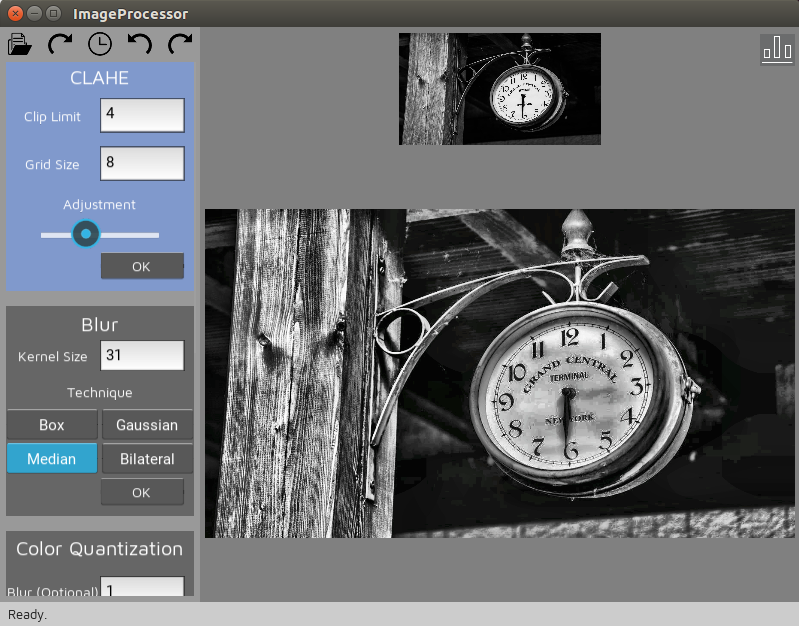 ImageProcessor
CLAHE
Clip Limit 4
Grid Size 8
Adjustment
OK
Blur
Kernel Size 31
Technique
Box Gaussian
Median Bilateral
OK
Color Quantization
Blur (Optional) 1
Ready.
12
11 1
10 2
GRAND CENTRAL
TERMINAL
9 3
NEW YORK
8 4
7 5
6